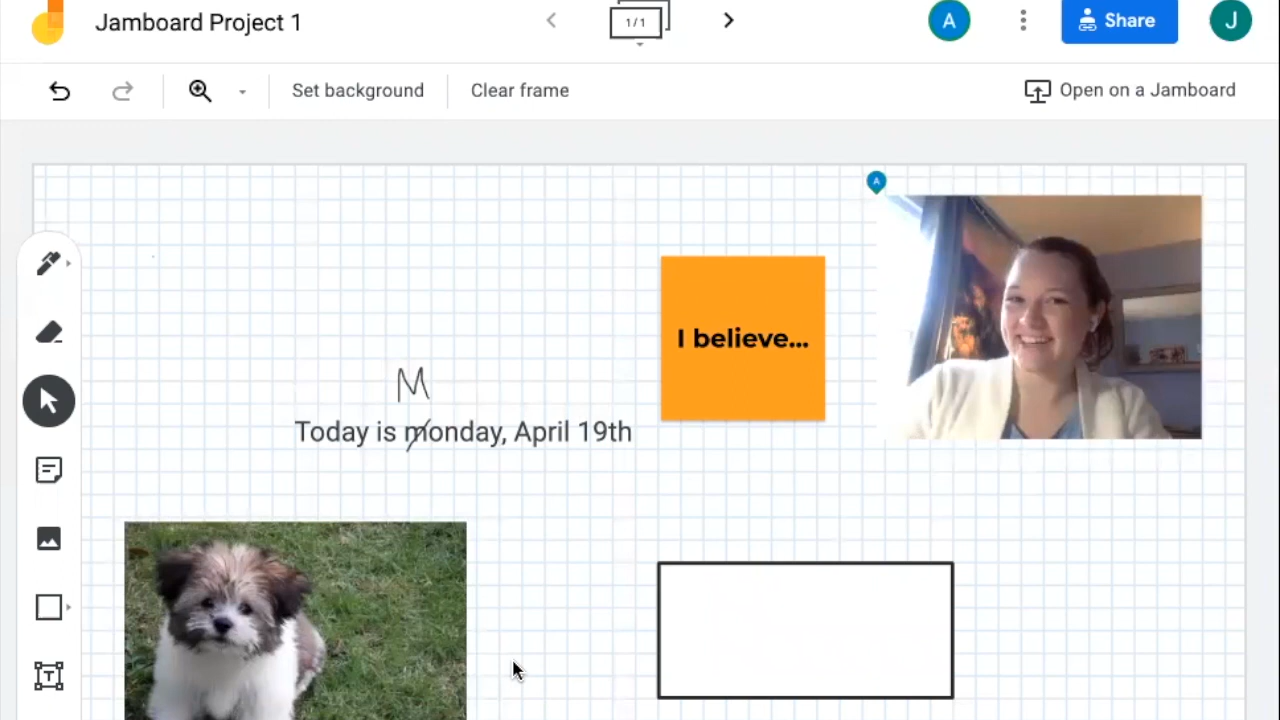 Jamboard Project 1
1/1
A
Share
J
Set background
Clear frame
Open on a Jamboard
A
I believe...
M
Today is monday, April 19th
T